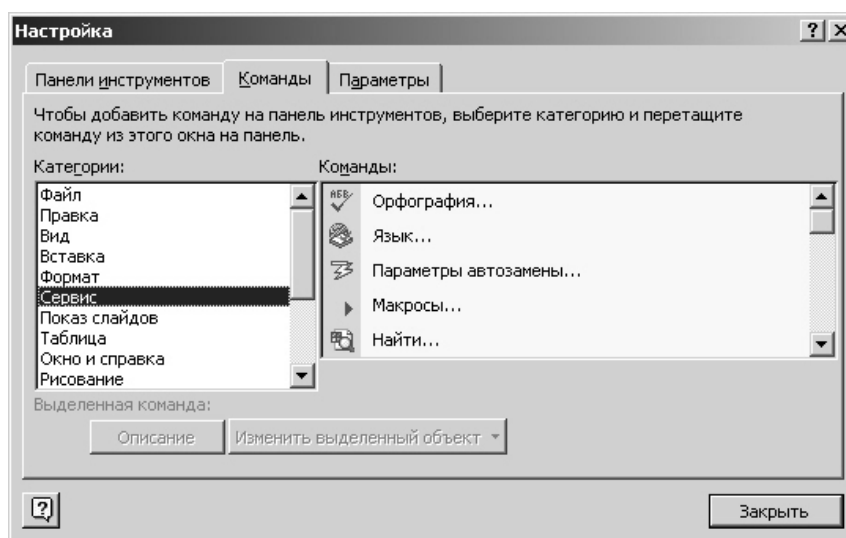 Настройка
Панели инструментов Команды Параметры
Чтобы добавить команду на панель инструментов, выберите категорию и перетащите
команду из этого окна на панель.
Категории: Команды:
Файл
Правка
Вид
Вставка
Формат
Сервис
Показ слайдов
Таблица
Окно и справка
Рисование
АБВ
Орфография...
Язык...
Параметры автозамены...
Макросы...
Найти...
Выделенная команда:
Описание Изменить выделенный объект
Закрыть